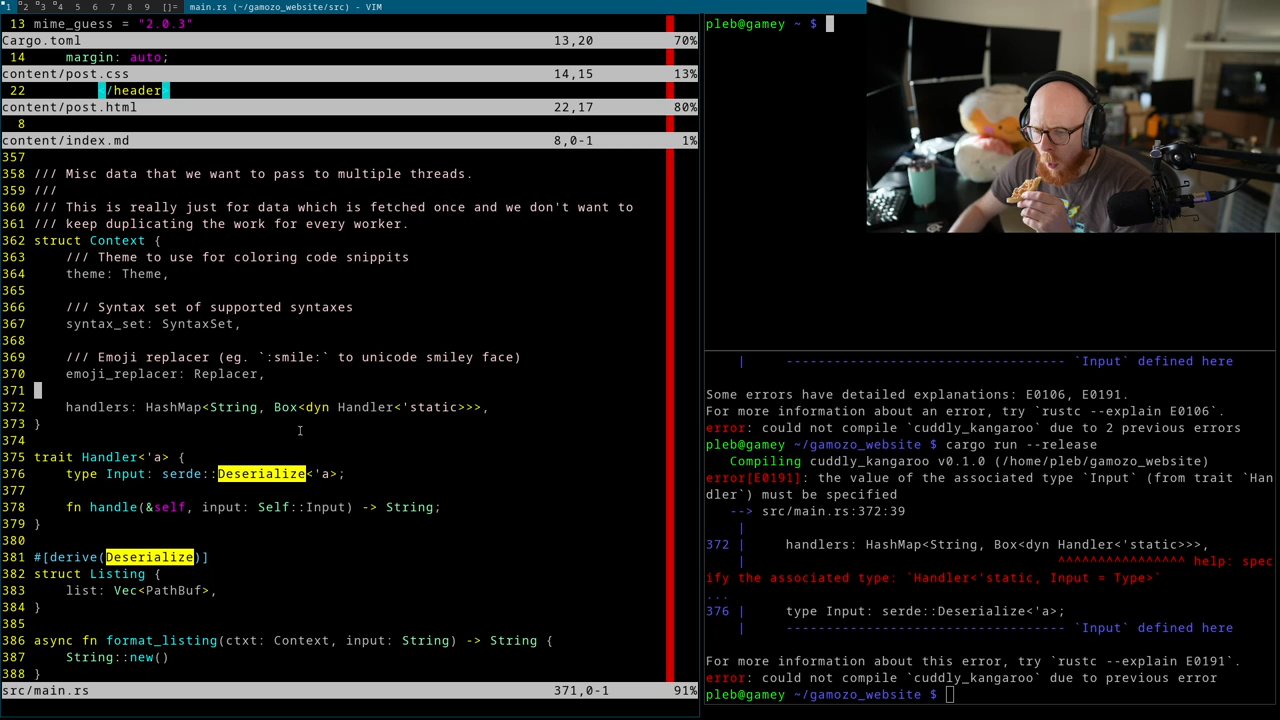 1 2 3 4 5 6 7 8 9 []= main.rs (~/gamozo_website/src) - VIM
13 mime_guess = "2.0.3"
Cargo.toml 13,20 70%
14 margin: auto;
content/post.css 14,15 13%
22 </header>
content/post.html 22,17 80%
8
content/index.md 8,0-1 1%
357
358 /// Misc data that we want to pass to multiple threads.
359 ///
360 /// This is really just for data which is fetched once and we don't want to
361 /// keep duplicating the work for every worker.
362 struct Context {
363     /// Theme to use for coloring code snippits
364     theme: Theme,
365
366     /// Syntax set of supported syntaxes
367     syntax_set: SyntaxSet,
368
369     /// Emoji replacer (eg. `:smile:` to unicode smiley face)
370     emoji_replacer: Replacer,
371
372     handlers: HashMap<String, Box<dyn Handler<'static>>>,
373 }
374
375 trait Handler<'a> {
376     type Input: serde::Deserialize<'a>;
377
378     fn handle(&self, input: Self::Input) -> String;
379 }
380
381 #[derive(Deserialize)]
382 struct Listing {
383     list: Vec<PathBuf>,
384 }
385
386 async fn format_listing(ctxt: Context, input: String) -> String {
387     String::new()
388 }
src/main.rs 371,0-1 91%
pleb@gamey ~ $
| ----------------------------------- `Input` defined here
Some errors have detailed explanations: E0106, E0191.
For more information about an error, try `rustc --explain E0106`.
error: could not compile `cuddly_kangaroo` due to 2 previous errors
pleb@gamey ~/gamozo_website $ cargo run --release
Compiling cuddly_kangaroo v0.1.0 (/home/pleb/gamozo_website)
error[E0191]: the value of the associated type `Input` (from trait `Han
dler`) must be specified
--> src/main.rs:372:39
|
372 |     handlers: HashMap<String, Box<dyn Handler<'static>>>,
| ^^^^^^^^^^^^^^^^ help: spec
ify the associated type: `Handler<'static, Input = Type>`
...
376 |     type Input: serde::Deserialize<'a>;
| ----------------------------------- `Input` defined here
For more information about this error, try `rustc --explain E0191`.
error: could not compile `cuddly_kangaroo` due to previous error
pleb@gamey ~/gamozo_website $